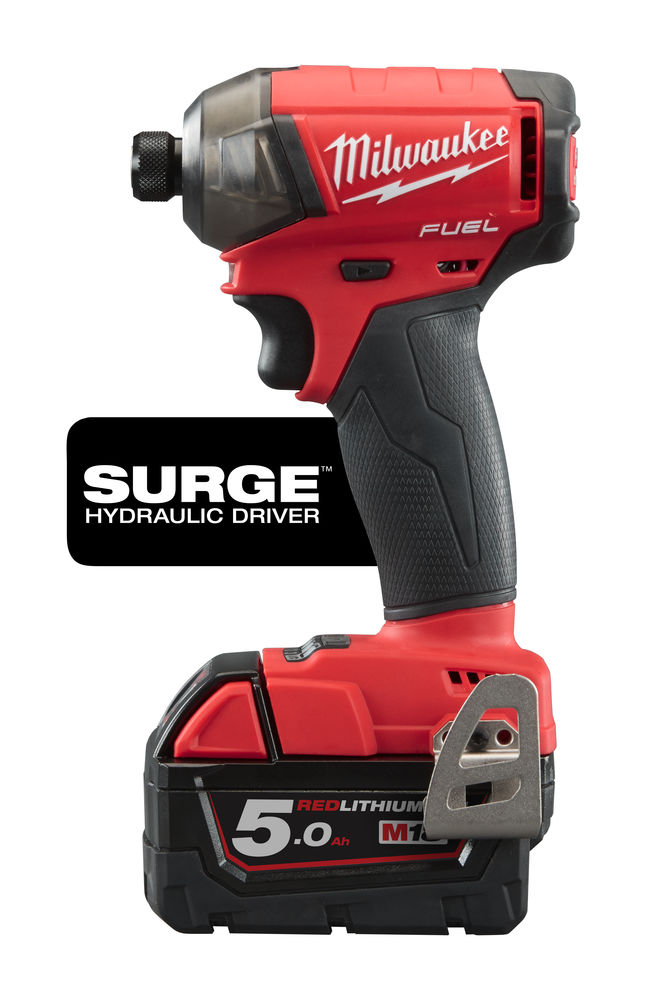 Milwaukee
FUEL
SURGE™
HYDRAULIC DRIVER
REDLITHIUM
5.0Ah